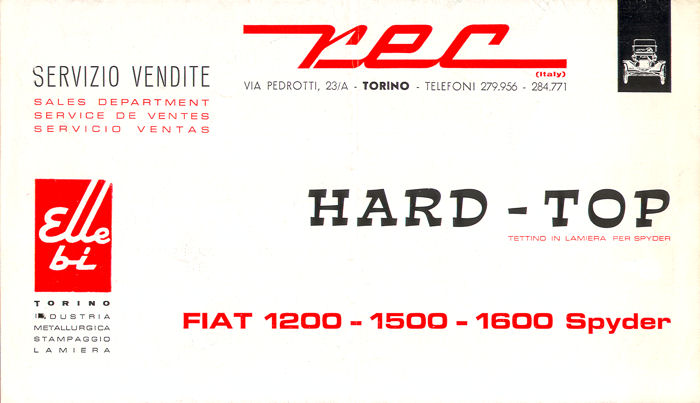 rec
(Italy)
VIA PEDROTTI, 23/A - TORINO - TELEFONI 279.956 - 284.771
SERVIZIO VENDITE
SALES DEPARTMENT
SERVICE DE VENTES
SERVICIO VENTAS
Elle
bi
TORINO
INDUSTRIA
METALLURGICA
STAMPAGGIO
LAMIERA
HARD - TOP
TETTINO IN LAMIERA PER SPYDER
FIAT 1200 - 1500 - 1600 Spyder